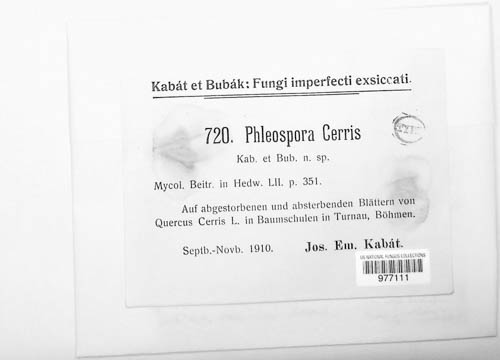 Kabát et Bubák: Fungi imperfecti exsiccati.
720. Phleospora Cerris
Kab. et Bub. n. sp.
Mycol. Beitr. in Hedw. LII. p. 351.
Auf abgestorbenen und absterbenden Blättern von
Quercus Cerris L. in Baumschulen in Turnau, Böhmen.
Septb.-Novb. 1910. Jos. Em. Kabát.
US NATIONAL FUNGUS COLLECTIONS
977111